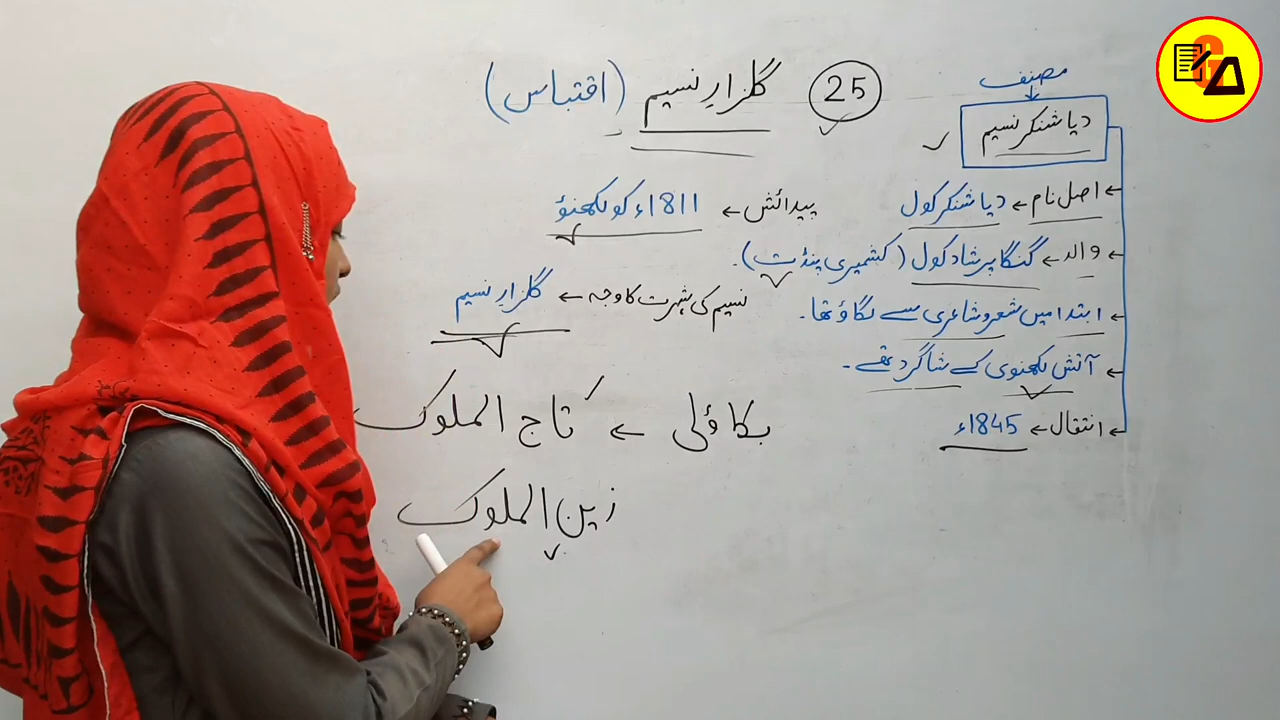 25 گلزارِ نسیم (اقتباس)
مصنف
دیا شنکر نسیم
اصل نام ← دیا شنکر کول
پیدائش ← 1811ء کو لکھنؤ
والد ← گنگا پرشاد کول (کشمیری پنڈت)۔
ابتدا میں شعر و شاعری سے لگاؤ تھا۔
نسیم کی شہرت کا وجہ ← گلزارِ نسیم
آتش لکھنوی کے شاگرد تھے۔
انتقال ← 1845ء
بکاؤلی ← تاج الملوک
زین الملوک